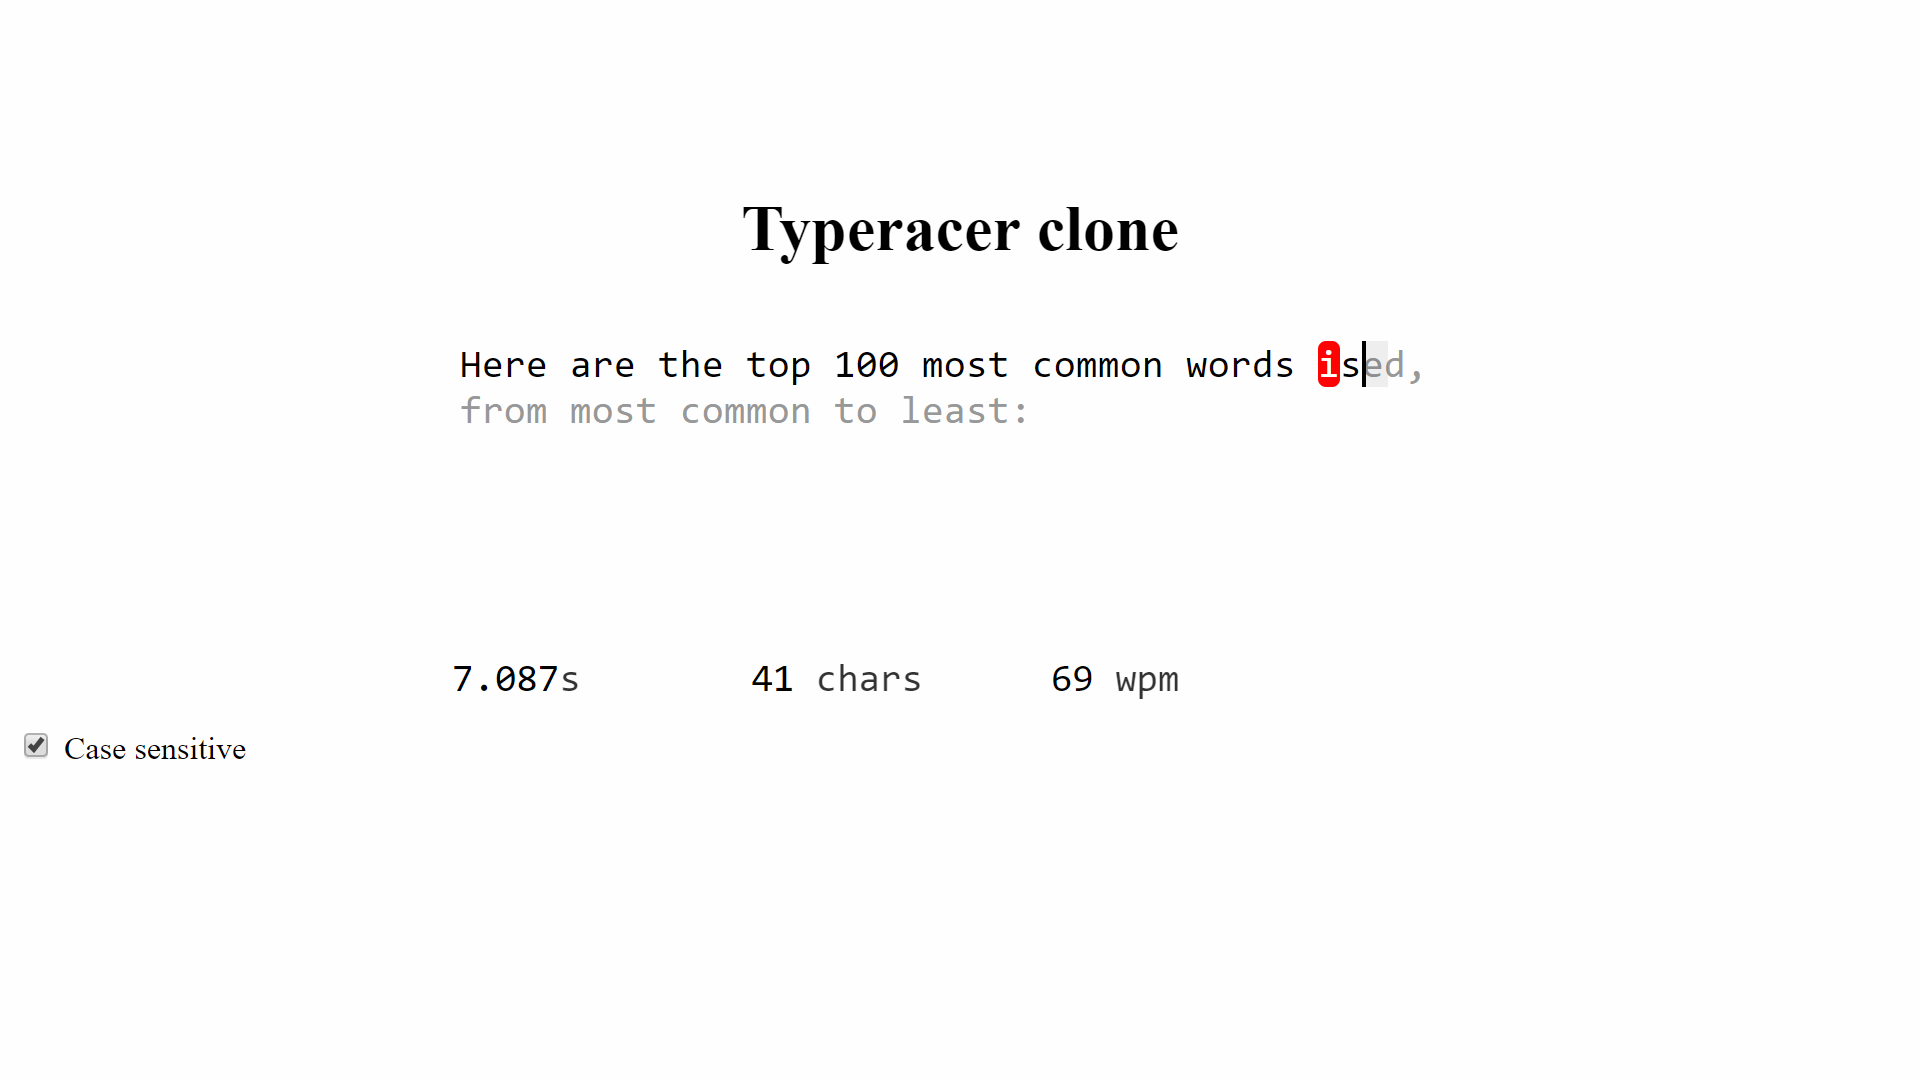 Typeracer clone
Here are the top 100 most common words ised,
from most common to least:
7.087s 41 chars 69 wpm
Case sensitive